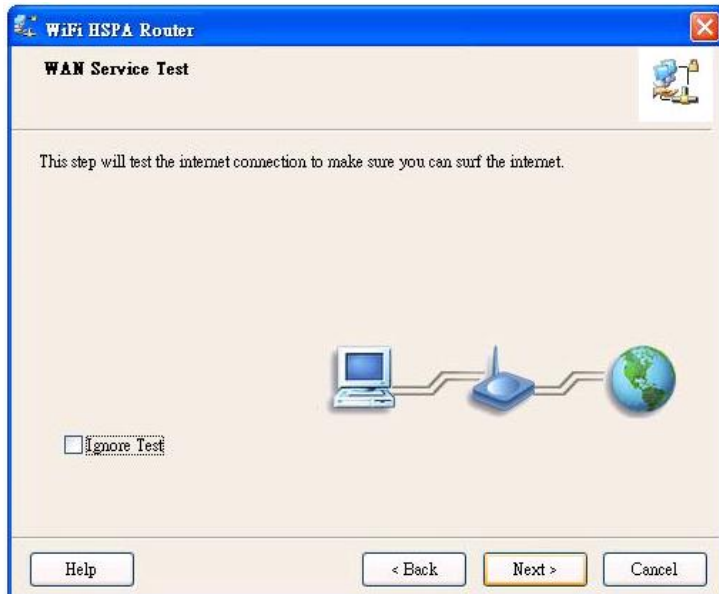 WiFi HSPA Router
WAN Service Test
This step will test the internet connection to make sure you can surf the internet.
Ignore Test
Help
< Back
Next >
Cancel